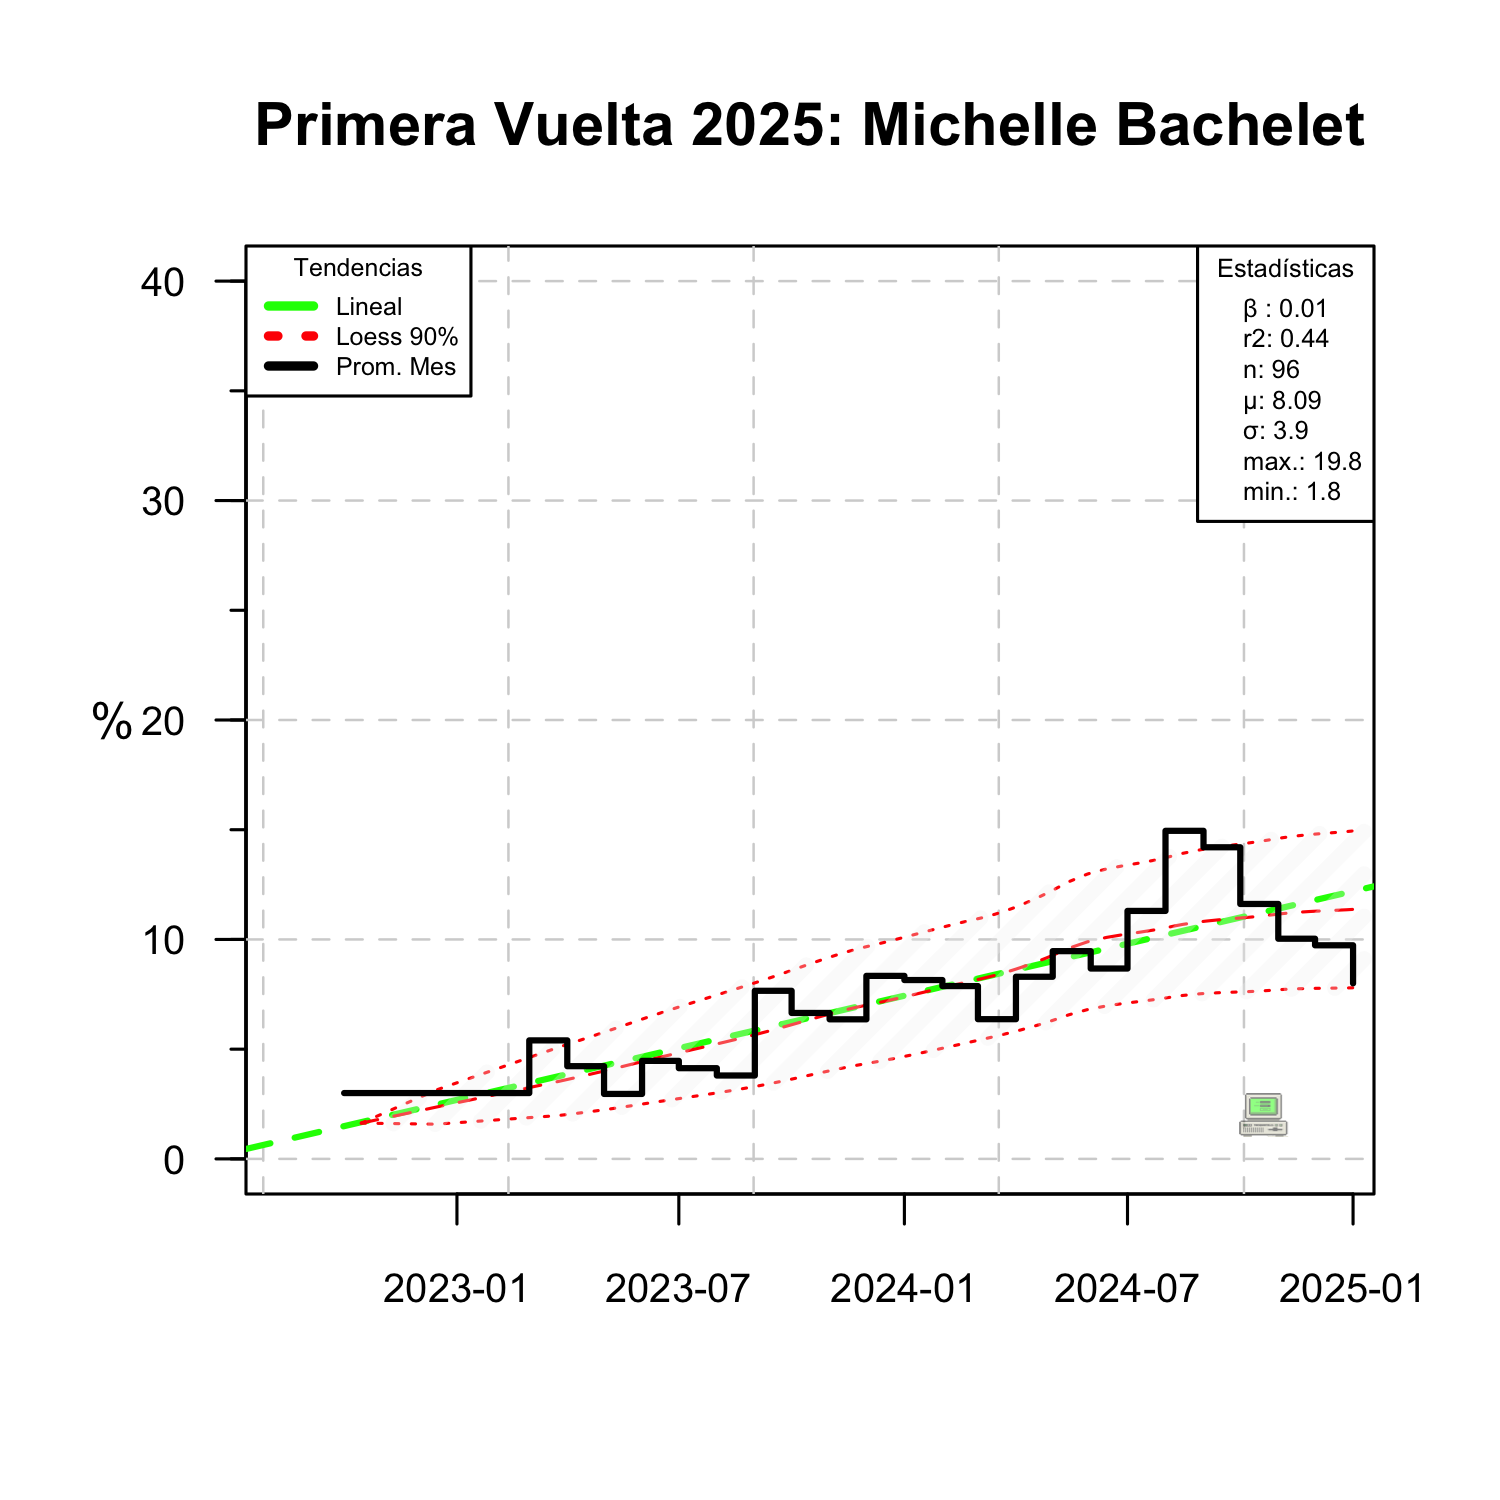 Primera Vuelta 2025: Michelle Bachelet
Tendencias
Lineal
Loess 90%
Prom. Mes
Estadísticas
β : 0.01
r2: 0.44
n: 96
μ: 8.09
σ: 3.9
max.: 19.8
min.: 1.8
40
30
% 20
10
0
2023-01 2023-07 2024-01 2024-07 2025-01